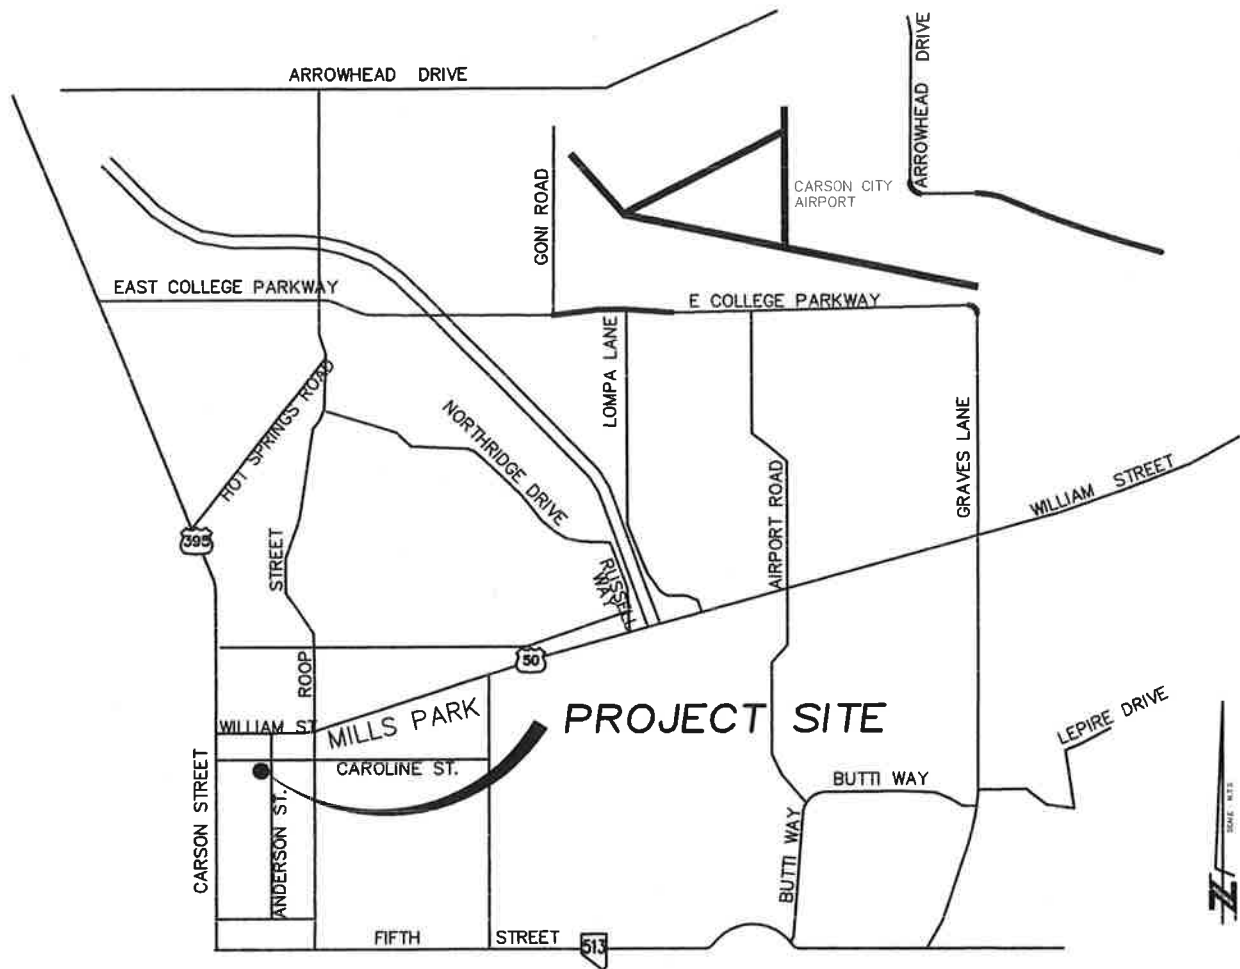 ARROWHEAD DRIVE
ARROWHEAD DRIVE
CARSON CITY
AIRPORT
GONI ROAD
EAST COLLEGE PARKWAY
E COLLEGE PARKWAY
LOMPA LANE
HOT SPRINGS ROAD
NORTHRIDGE DRIVE
GRAVES LANE
AIRPORT ROAD
WILLIAM STREET
395
STREET
RUSSELL
WAY
ROOP
50
MILLS PARK
PROJECT SITE
WILLIAM ST.
LEPIRE DRIVE
CAROLINE ST.
CARSON STREET
ANDERSON ST.
BUTTI WAY
BUTTI WAY
SCALE: N.T.S
N
FIFTH STREET
513